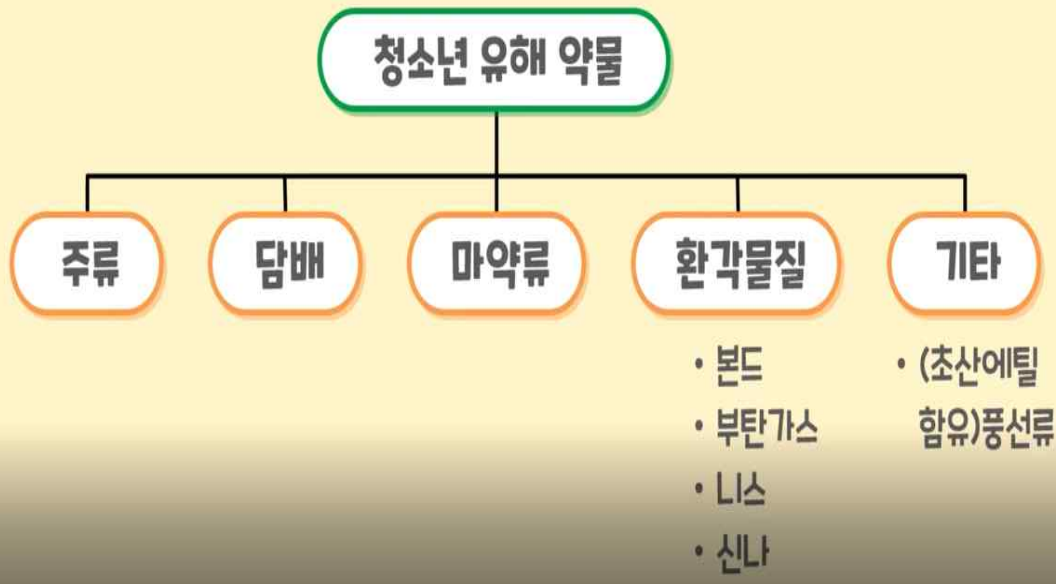 청소년 유해 약물
주류
담배
마약류
환각물질
기타
• 본드
• 부탄가스
• 니스
• 신나
• (초산에틸
함유)풍선류